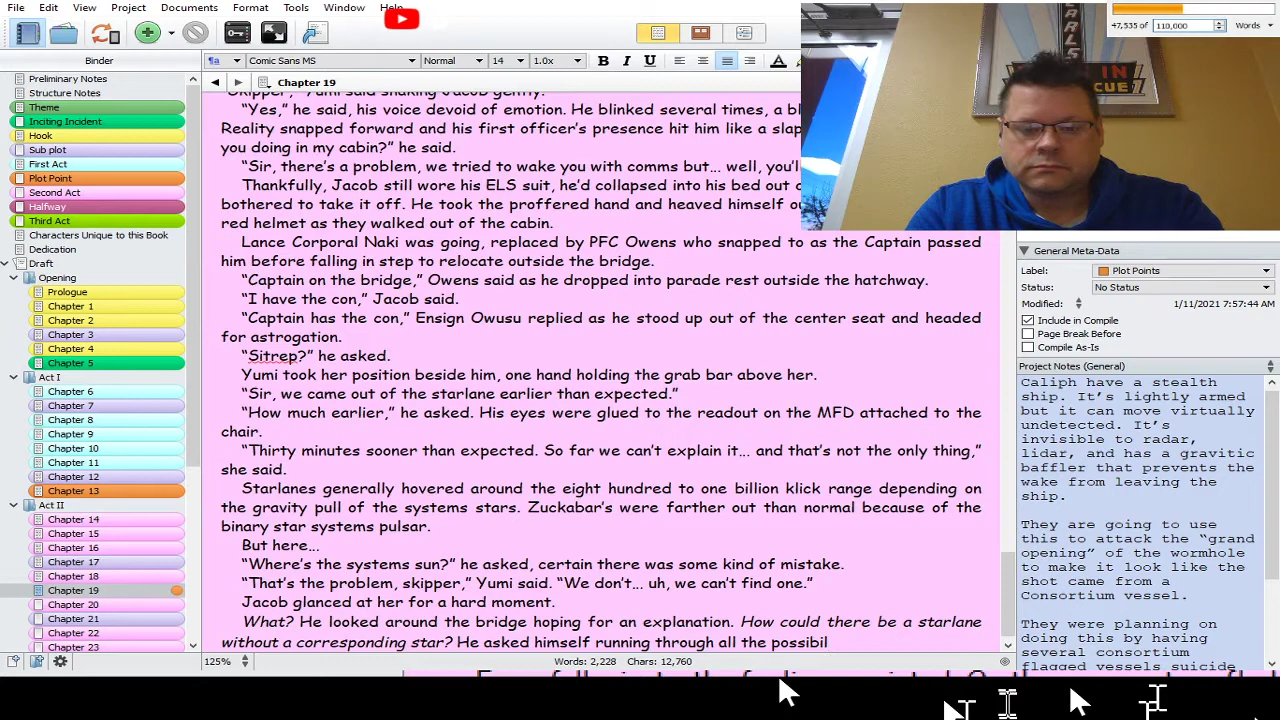 File Edit View Project Documents Format Tools Window Help
47,535 of 110,000 Words
Binder
Comic Sans MS Normal 14 1.0x B I U A
Chapter 19
Preliminary Notes
Structure Notes
Theme
Inciting Incident
Hook
Sub plot
First Act
Plot Point
Second Act
Halfway
Third Act
Characters Unique to this Book
Dedication
Draft
Opening
Prologue
Chapter 1
Chapter 2
Chapter 3
Chapter 4
Chapter 5
Act I
Chapter 6
Chapter 7
Chapter 8
Chapter 9
Chapter 10
Chapter 11
Chapter 12
Chapter 13
Act II
Chapter 14
Chapter 15
Chapter 16
Chapter 17
Chapter 18
Chapter 19
Chapter 20
Chapter 21
Chapter 22
Chapter 23
“Skipper,” Yumi said shaking Jacob gently.
“Yes,” he said, his voice devoid of emotion. He blinked several times, a bl
Reality snapped forward and his first officer’s presence hit him like a slap
you doing in my cabin?” he said.
“Sir, there’s a problem, we tried to wake you with comms but... well, you’ll
Thankfully, Jacob still wore his ELS suit, he’d collapsed into his bed out o
bothered to take it off. He took the proffered hand and heaved himself ou
red helmet as they walked out of the cabin.
Lance Corporal Naki was going, replaced by PFC Owens who snapped to as the Captain passed
him before falling in step to relocate outside the bridge.
“Captain on the bridge,” Owens said as he dropped into parade rest outside the hatchway.
“I have the con,” Jacob said.
“Captain has the con,” Ensign Owusu replied as he stood up out of the center seat and headed
for astrogation.
“Sitrep?” he asked.
Yumi took her position beside him, one hand holding the grab bar above her.
“Sir, we came out of the starlane earlier than expected.”
“How much earlier,” he asked. His eyes were glued to the readout on the MFD attached to the
chair.
“Thirty minutes sooner than expected. So far we can’t explain it... and that’s not the only thing,”
she said.
Starlanes generally hovered around the eight hundred to one billion klick range depending on
the gravity pull of the systems stars. Zuckabar’s were farther out than normal because of the
binary star systems pulsar.
But here...
“Where’s the systems sun?” he asked, certain there was some kind of mistake.
“That’s the problem, skipper,” Yumi said. “We don’t... uh, we can’t find one.”
Jacob glanced at her for a hard moment.
What? He looked around the bridge hoping for an explanation. How could there be a starlane
without a corresponding star? He asked himself running through all the possibil
125% Words: 2,228 Chars: 12,760
General Meta-Data
Label: Plot Points
Status: No Status
Modified: 1/11/2021 7:57:44 AM
Include in Compile
Page Break Before
Compile As-Is
Project Notes (General)
Caliph have a stealth
ship. It’s lightly armed
but it can move virtually
undetected. It’s
invisible to radar,
lidar, and has a gravitic
baffler that prevents the
wake from leaving the
ship.
They are going to use
this to attack the “grand
opening” of the wormhole
to make it look like the
shot came from a
Consortium vessel.
They were planning on
doing this by having
several consortium
flagged vessels suicide